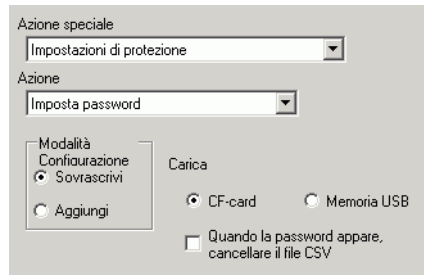 Azione speciale
Impostazioni di protezione
Azione
Imposta password
Modalità
Configurazione
Sovrascrivi
Aggiungi
Carica
CF-card
Memoria USB
Quando la password appare,
cancellare il file CSV